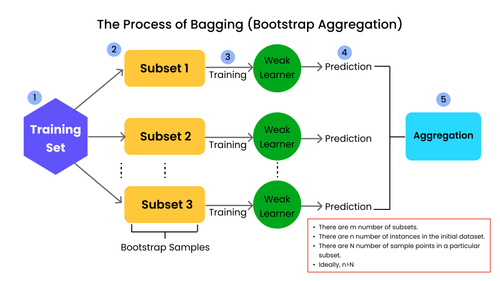 The Process of Bagging (Bootstrap Aggregation)
1
Training
Set
2
Subset 1
3
Training
Weak
Learner
4
Prediction
Subset 2
Training
Weak
Learner
Prediction
5
Aggregation
Subset 3
Training
Weak
Learner
Prediction
Bootstrap Samples
• There are m number of subsets.
• There are n number of instances in the initial dataset.
• There are N number of sample points in a particular
subset.
• Ideally, n>N